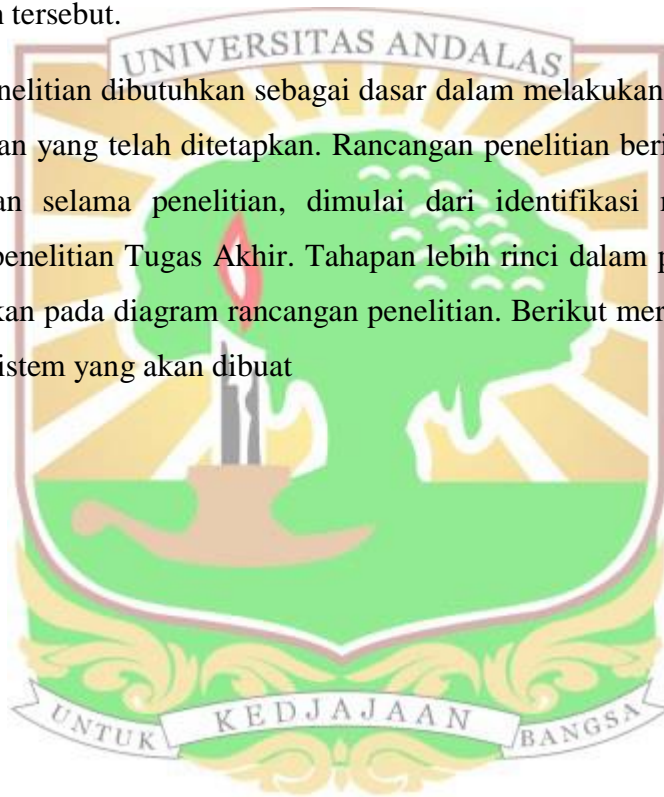 tersebut.
UNIVERSITAS ANDALAS
nelitian dibutuhkan sebagai dasar dalam melakukan
an yang telah ditetapkan. Rancangan penelitian beri
an selama penelitian, dimulai dari identifikasi
penelitian Tugas Akhir. Tahapan lebih rinci dalam p
kan pada diagram rancangan penelitian. Berikut mer
istem yang akan dibuat
UNTUK KEDJAJAAN BANGSA